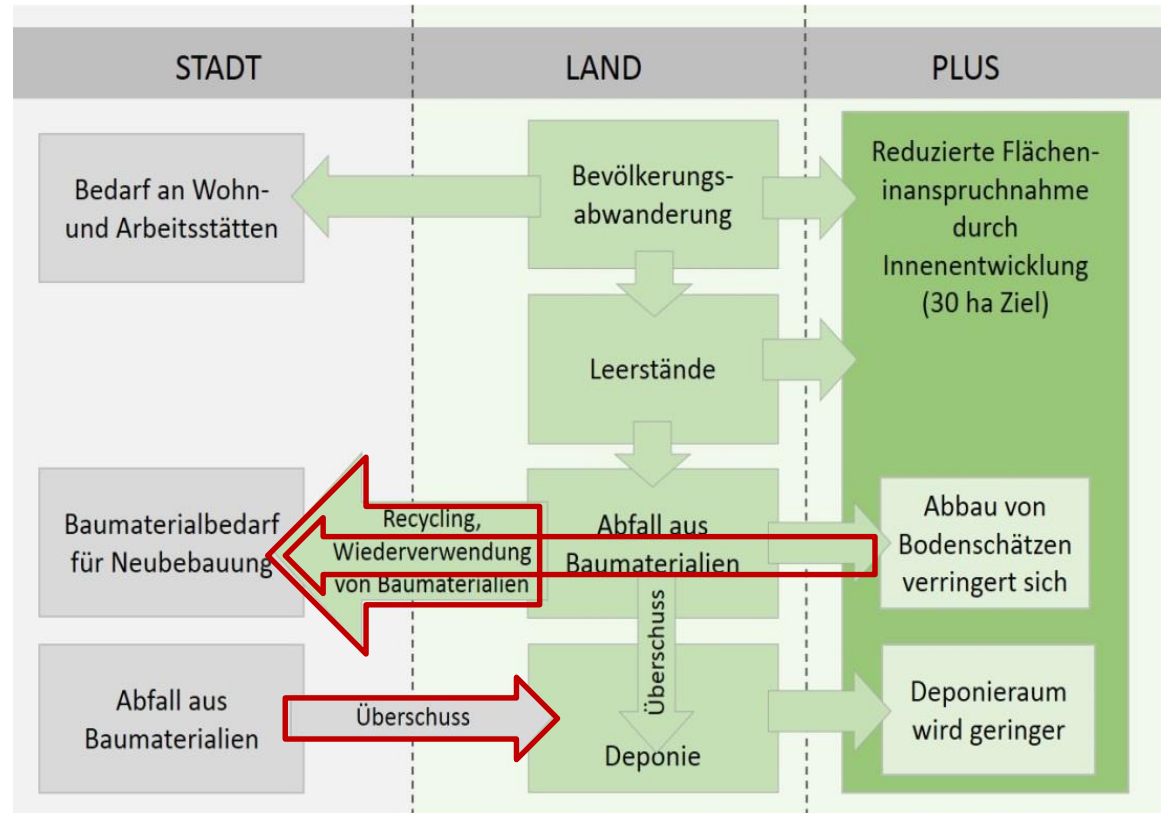 STADT
LAND
PLUS
Bedarf an Wohn-
und Arbeitsstätten
Bevölkerungs-
abwanderung
Reduzierte Flächen-
inanspruchnahme
durch
Innenentwicklung
(30 ha Ziel)
Leerstände
Baumaterialbedarf
für Neubebauung
Recycling,
Wiederverwendung
von Baumaterialien
Abfall aus
Baumaterialien
Abbau von
Bodenschätzen
verringert sich
Überschuss
Abfall aus
Baumaterialien
Überschuss
Deponie
Deponieraum
wird geringer